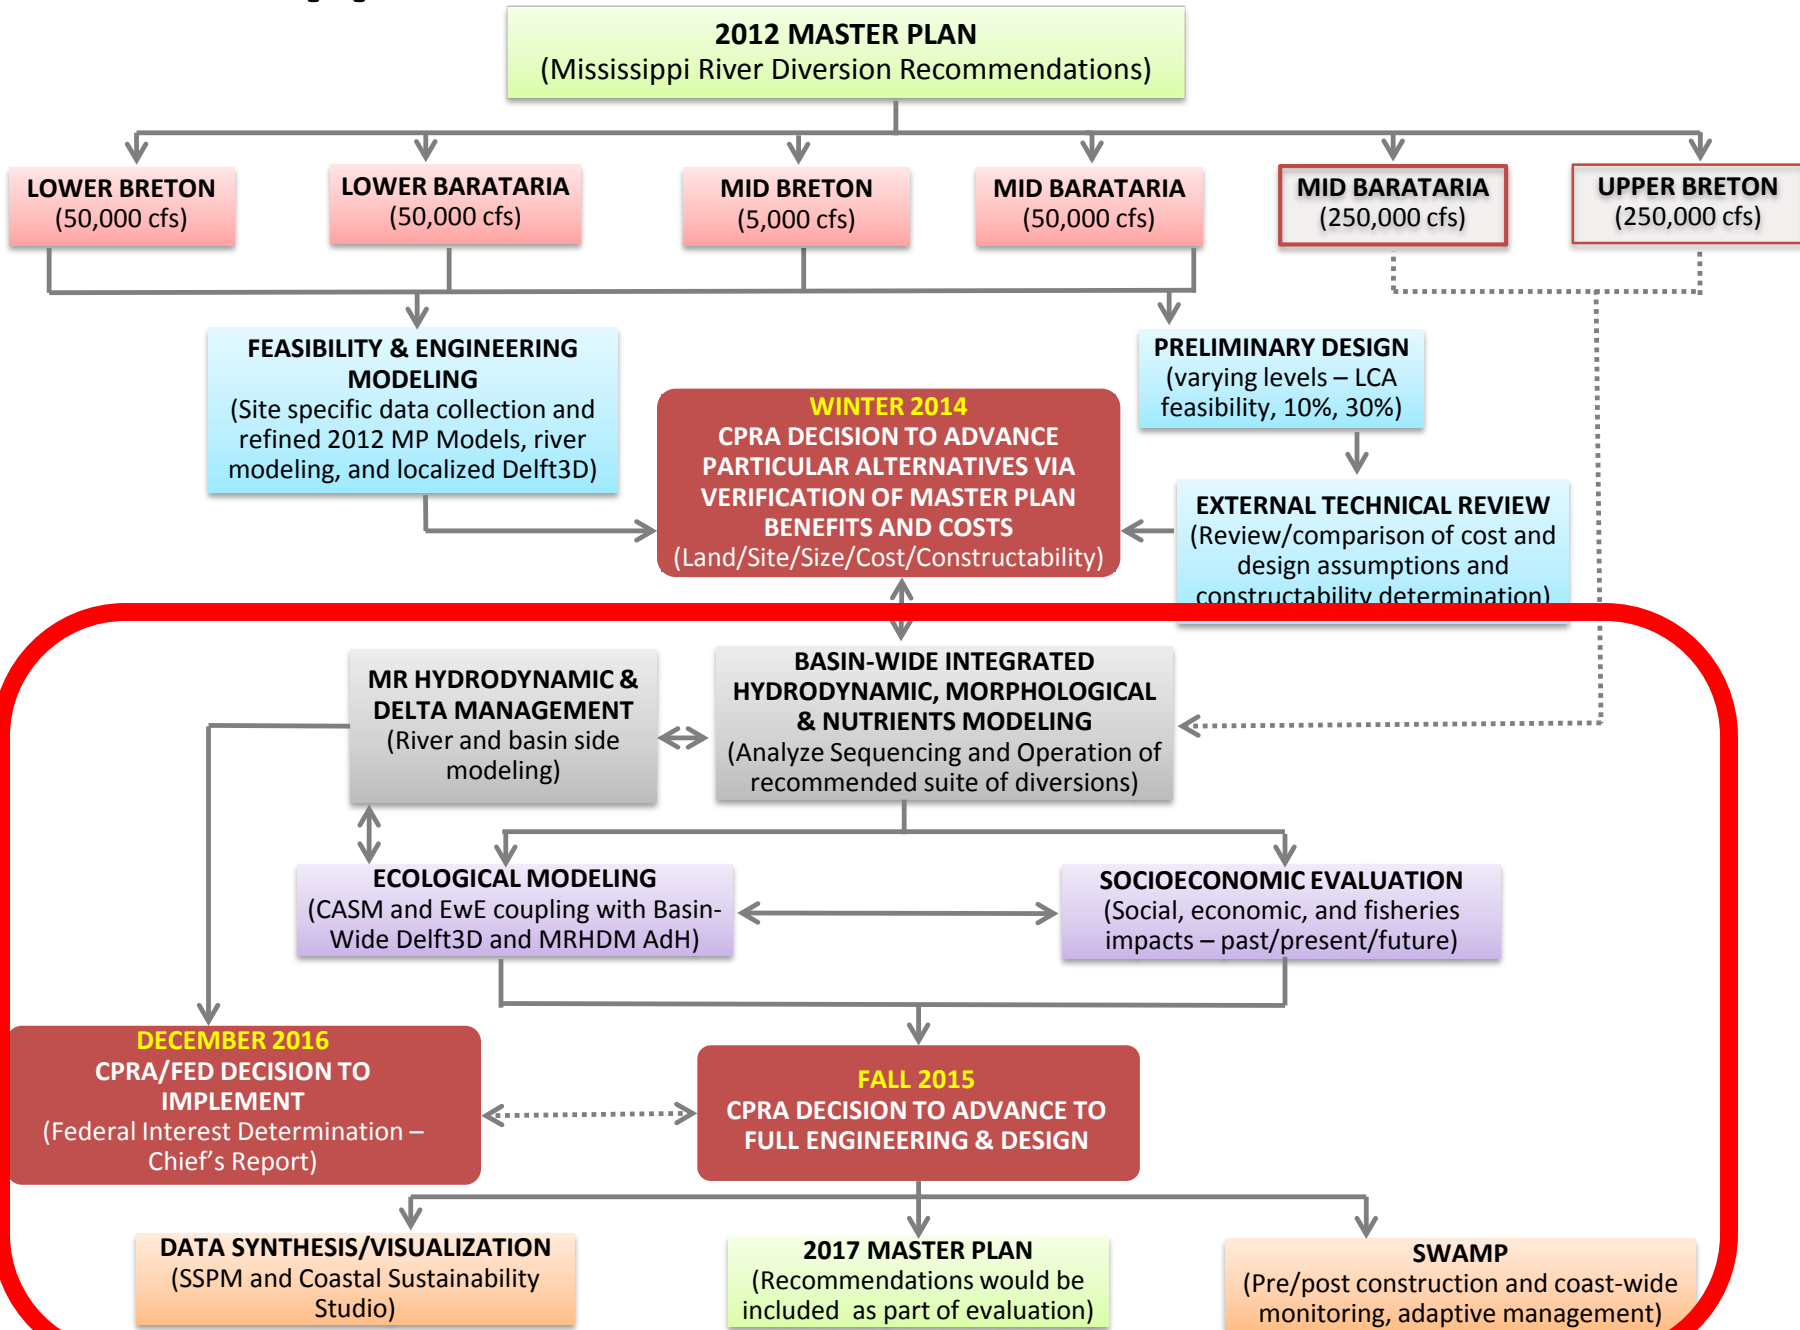 2012 MASTER PLAN
(Mississippi River Diversion Recommendations)
LOWER BRETON
(50,000 cfs)
LOWER BARATARIA
(50,000 cfs)
MID BRETON
(5,000 cfs)
MID BARATARIA
(50,000 cfs)
MID BARATARIA
(250,000 cfs)
UPPER BRETON
(250,000 cfs)
FEASIBILITY & ENGINEERING
MODELING
(Site specific data collection and
refined 2012 MP Models, river
modeling, and localized Delft3D)
WINTER 2014
CPRA DECISION TO ADVANCE
PARTICULAR ALTERNATIVES VIA
VERIFICATION OF MASTER PLAN
BENEFITS AND COSTS
(Land/Site/Size/Cost/Constructability)
PRELIMINARY DESIGN
(varying levels – LCA
feasibility, 10%, 30%)
EXTERNAL TECHNICAL REVIEW
(Review/comparison of cost and
design assumptions and
constructability determination)
MR HYDRODYNAMIC &
DELTA MANAGEMENT
(River and basin side
modeling)
BASIN-WIDE INTEGRATED
HYDRODYNAMIC, MORPHOLOGICAL
& NUTRIENTS MODELING
(Analyze Sequencing and Operation of
recommended suite of diversions)
ECOLOGICAL MODELING
(CASM and EwE coupling with Basin-
Wide Delft3D and MRHDM AdH)
SOCIOECONOMIC EVALUATION
(Social, economic, and fisheries
impacts – past/present/future)
DECEMBER 2016
CPRA/FED DECISION TO
IMPLEMENT
(Federal Interest Determination –
Chief’s Report)
FALL 2015
CPRA DECISION TO ADVANCE TO
FULL ENGINEERING & DESIGN
DATA SYNTHESIS/VISUALIZATION
(SSPM and Coastal Sustainability
Studio)
2017 MASTER PLAN
(Recommendations would be
included as part of evaluation)
SWAMP
(Pre/post construction and coast-wide
monitoring, adaptive management)